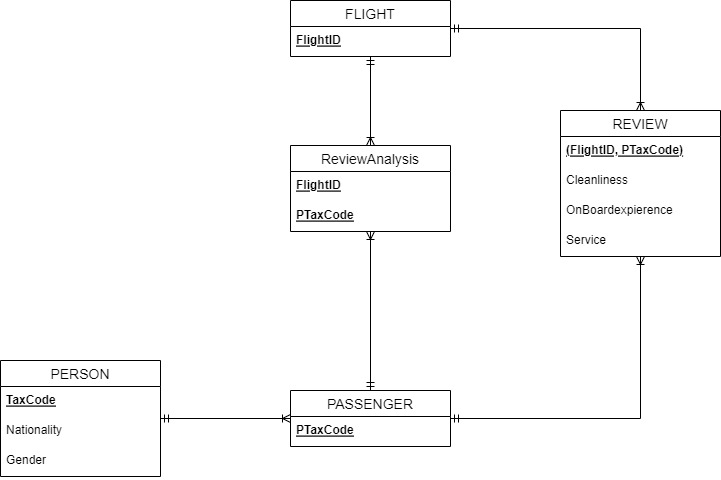 FLIGHT
FlightID
REVIEW
(FlightID, PTaxCode)
Cleanliness
OnBoardexpierence
Service
ReviewAnalysis
FlightID
PTaxCode
PERSON
TaxCode
Nationality
Gender
PASSENGER
PTaxCode